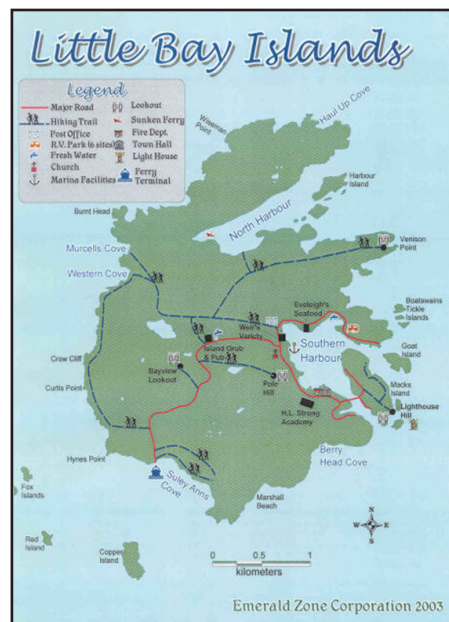 Little Bay Islands
Legend
Major Road
Hiking Trail
Post Office
R.V. Park (6 sites)
Fresh Water
Church
Marina Facilities
Lookout
Sunken Ferry
Fire Dept.
Town Hall
Light House
Ferry
Terminal
Wiseman
Point
Haul Up Cove
Harbour
Island
Burnt Head
North Harbour
Murcells Cove
Venison
Point
Western Cove
Eveleigh's
Seafood
Boatswains
Tickle
Islands
Weir's
Variety
Southern
Harbour
Goat
Island
Island Grub
& Pub
Crow Cliff
Bayview
Lookout
Pole
Hill
Macks
Island
Curtis Point
H.L. Strong
Academy
Lighthouse
Hill
Hynes Point
Berry
Head Cove
Suley Anns
Cove
Fox
Islands
Marshall
Beach
Red
Island
Copper
Island
N
W
E
S
0 0.5 1
kilometers
Emerald Zone Corporation 2003